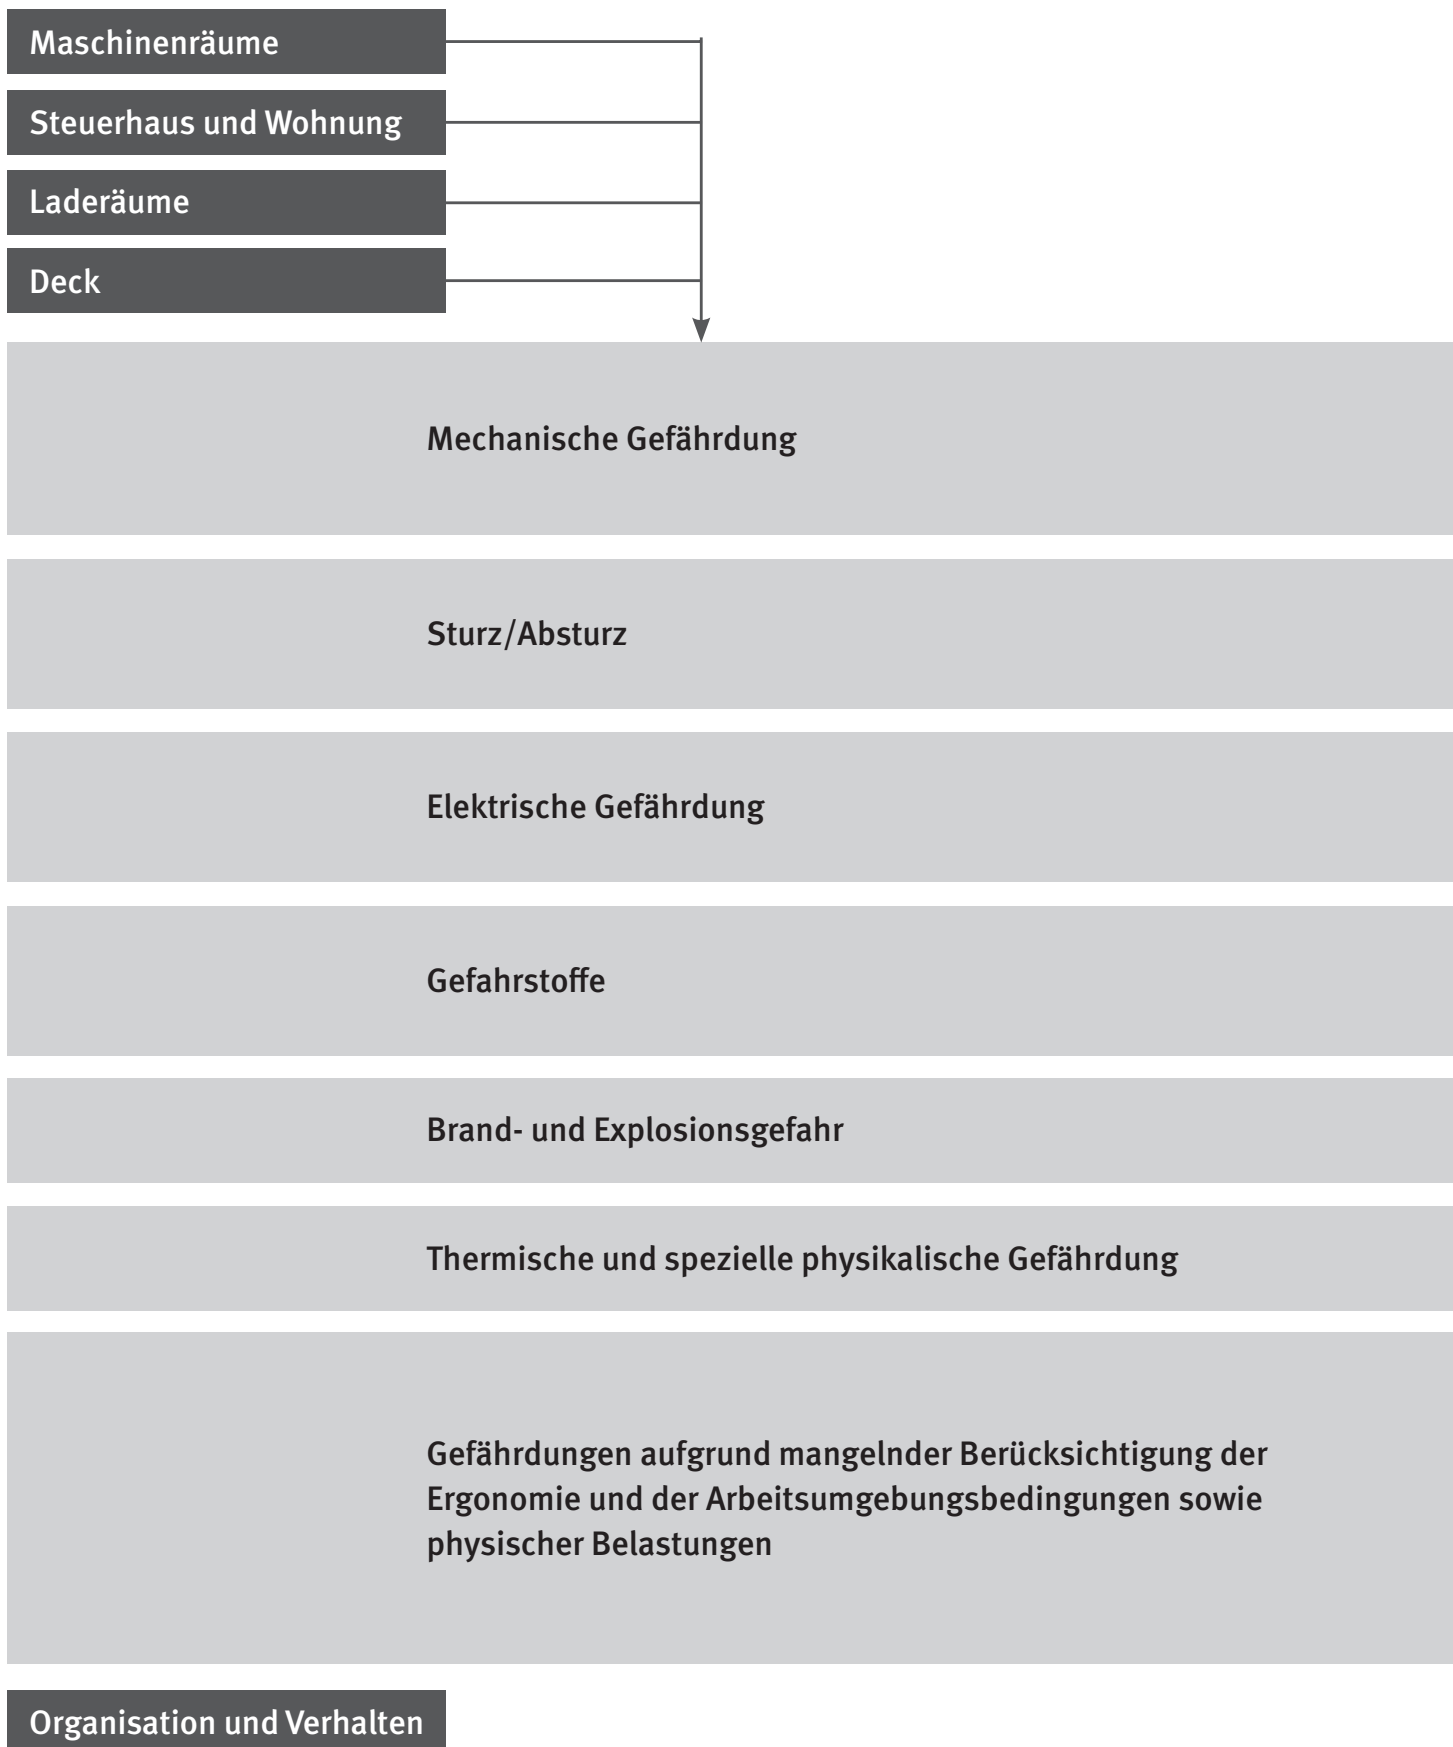 Maschinenräume
Steuerhaus und Wohnung
Laderäume
Deck
Mechanische Gefährdung
Sturz/Absturz
Elektrische Gefährdung
Gefahrstoffe
Brand- und Explosionsgefahr
Thermische und spezielle physikalische Gefährdung
Gefährdungen aufgrund mangelnder Berücksichtigung der
Ergonomie und der Arbeitsumgebungsbedingungen sowie
physischer Belastungen
Organisation und Verhalten